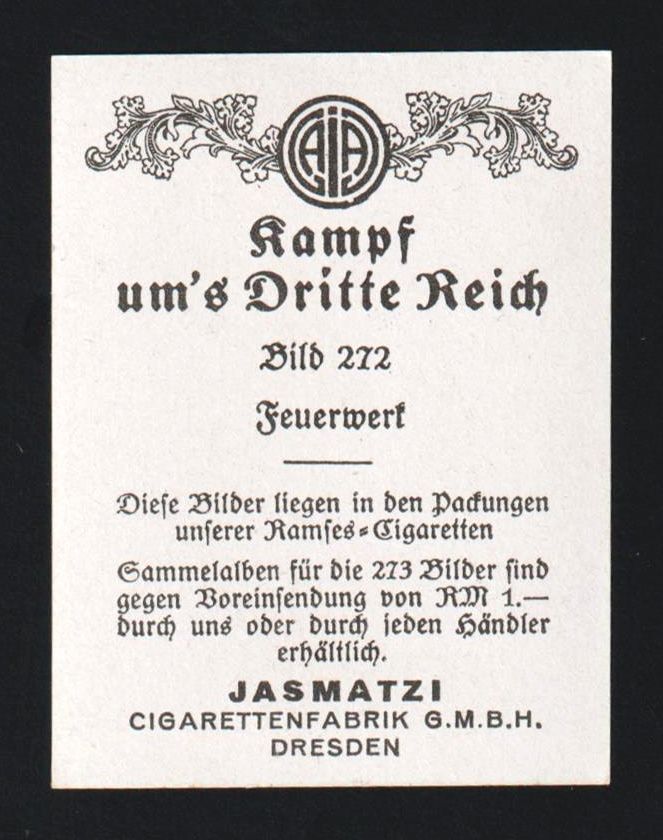 Kampf
um's Dritte Reich
Bild 272
Feuerwerk
Diese Bilder liegen in den Packungen
unserer Ramses-Cigaretten
Sammelalben für die 273 Bilder sind
gegen Voreinsendung von RM 1.—
durch uns oder durch jeden Händler
erhältlich.
JASMATZI
CIGARETTENFABRIK G.M.B.H.
DRESDEN